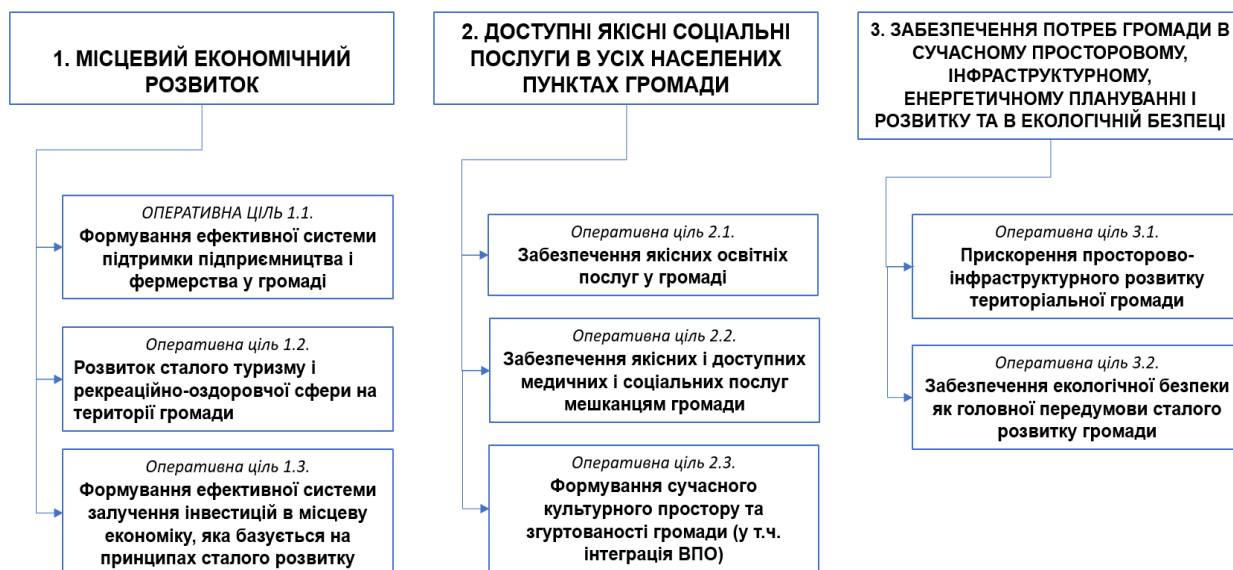 1. МІСЦЕВИЙ ЕКОНОМІЧНИЙ
РОЗВИТОК
ОПЕРАТИВНА ЦІЛЬ 1.1.
Формування ефективної системи
підтримки підприємництва і
фермерства у громаді
Оперативна ціль 1.2.
Розвиток сталого туризму і
рекреаційно-оздоровчої сфери на
території громади
Оперативна ціль 1.3.
Формування ефективної системи
залучення інвестицій в місцеву
економіку, яка базується на
принципах сталого розвитку
2. ДОСТУПНІ ЯКІСНІ СОЦІАЛЬНІ
ПОСЛУГИ В УСІХ НАСЕЛЕНИХ
ПУНКТАХ ГРОМАДИ
Оперативна ціль 2.1.
Забезпечення якісних освітніх
послуг у громаді
Оперативна ціль 2.2.
Забезпечення якісних і доступних
медичних і соціальних послуг
мешканцям громади
Оперативна ціль 2.3.
Формування сучасного
культурного простору та
згуртованості громади (у т.ч.
інтеграція ВПО)
3. ЗАБЕЗПЕЧЕННЯ ПОТРЕБ ГРОМАДИ В
СУЧАСНОМУ ПРОСТОРОВОМУ,
ІНФРАСТРУКТУРНОМУ,
ЕНЕРГЕТИЧНОМУ ПЛАНУВАННІ І
РОЗВИТКУ ТА В ЕКОЛОГІЧНІЙ БЕЗПЕЦІ
Оперативна ціль 3.1.
Прискорення просторово-
інфраструктурного розвитку
територіальної громади
Оперативна ціль 3.2.
Забезпечення екологічної безпеки
як головної передумови сталого
розвитку громади